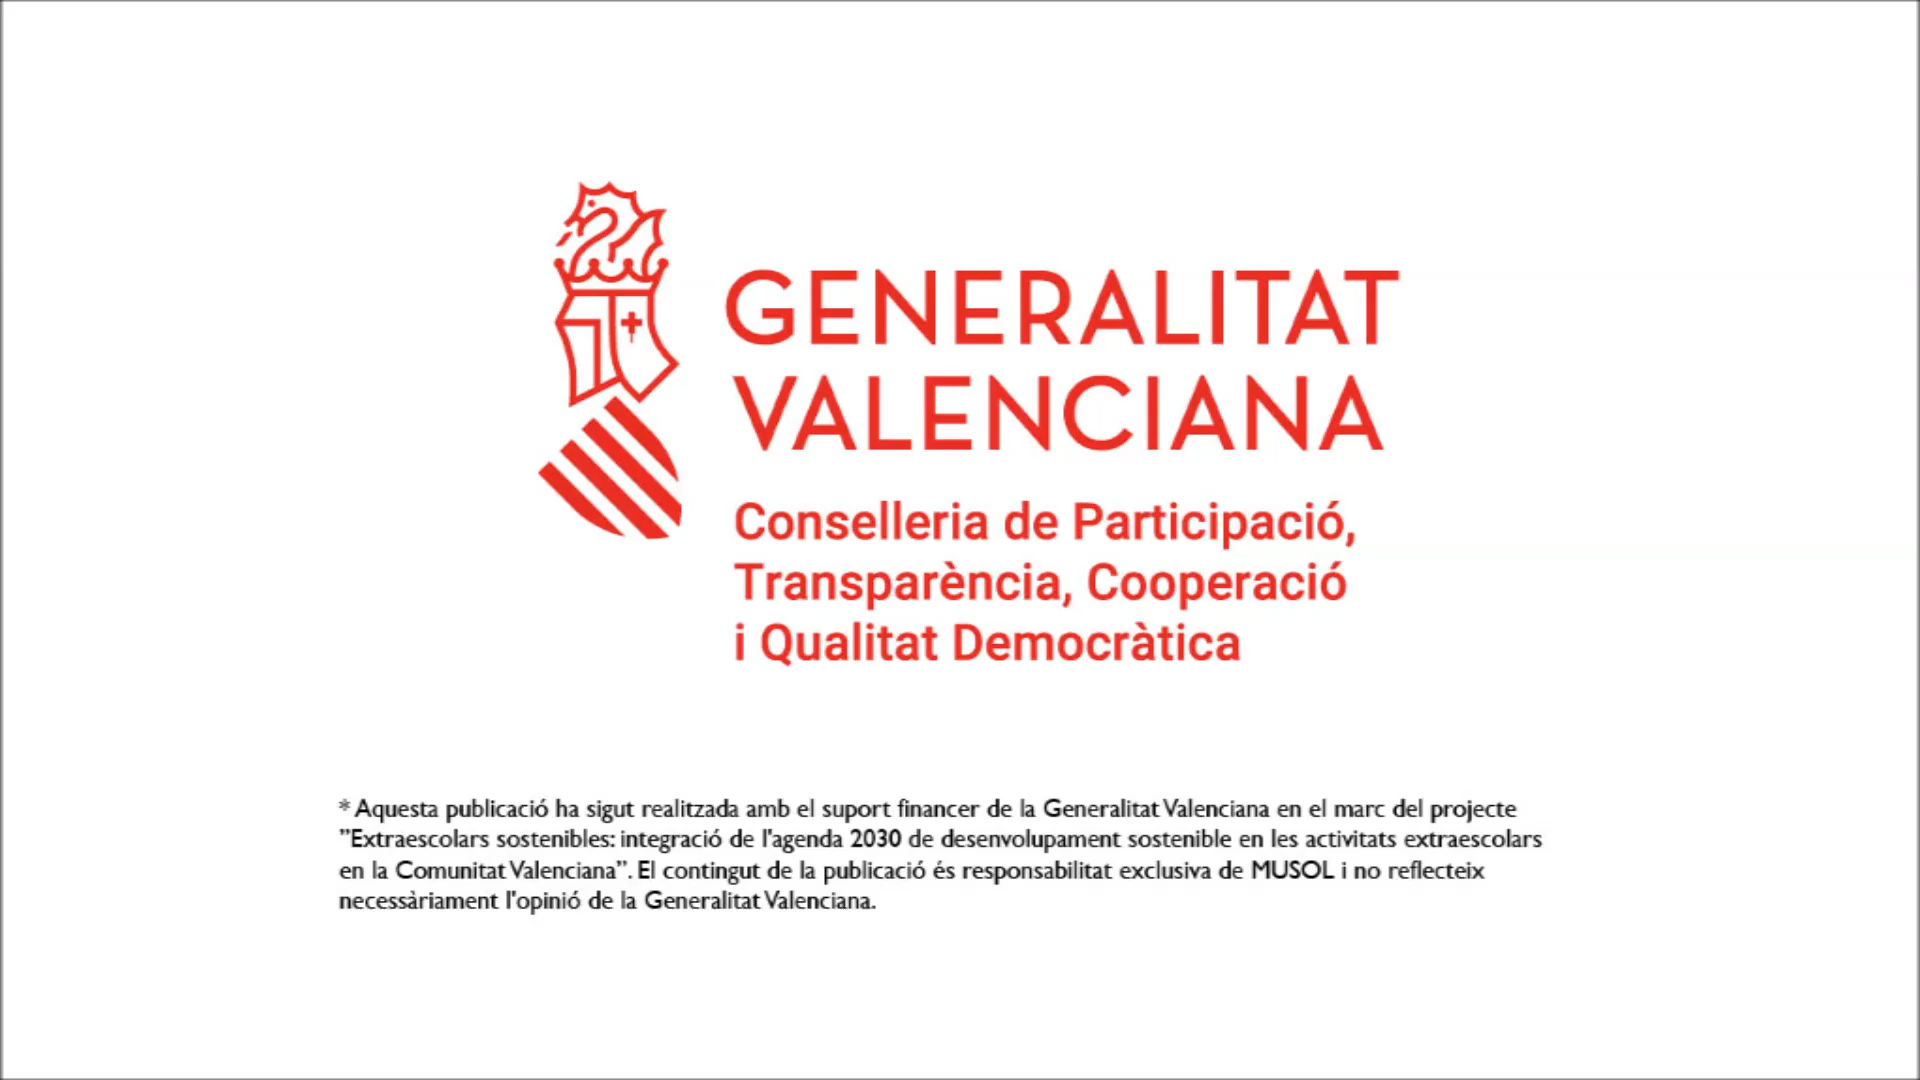 GENERALITAT
VALENCIANA
Conselleria de Participació,
Transparència, Cooperació
i Qualitat Democràtica
* Aquesta publicació ha sigut realitzada amb el suport financer de la Generalitat Valenciana en el marc del projecte
”Extraescolars sostenibles: integració de l'agenda 2030 de desenvolupament sostenible en les activitats extraescolars
en la Comunitat Valenciana”. El contingut de la publicació és responsabilitat exclusiva de MUSOL i no reflecteix
necessàriament l'opinió de la Generalitat Valenciana.